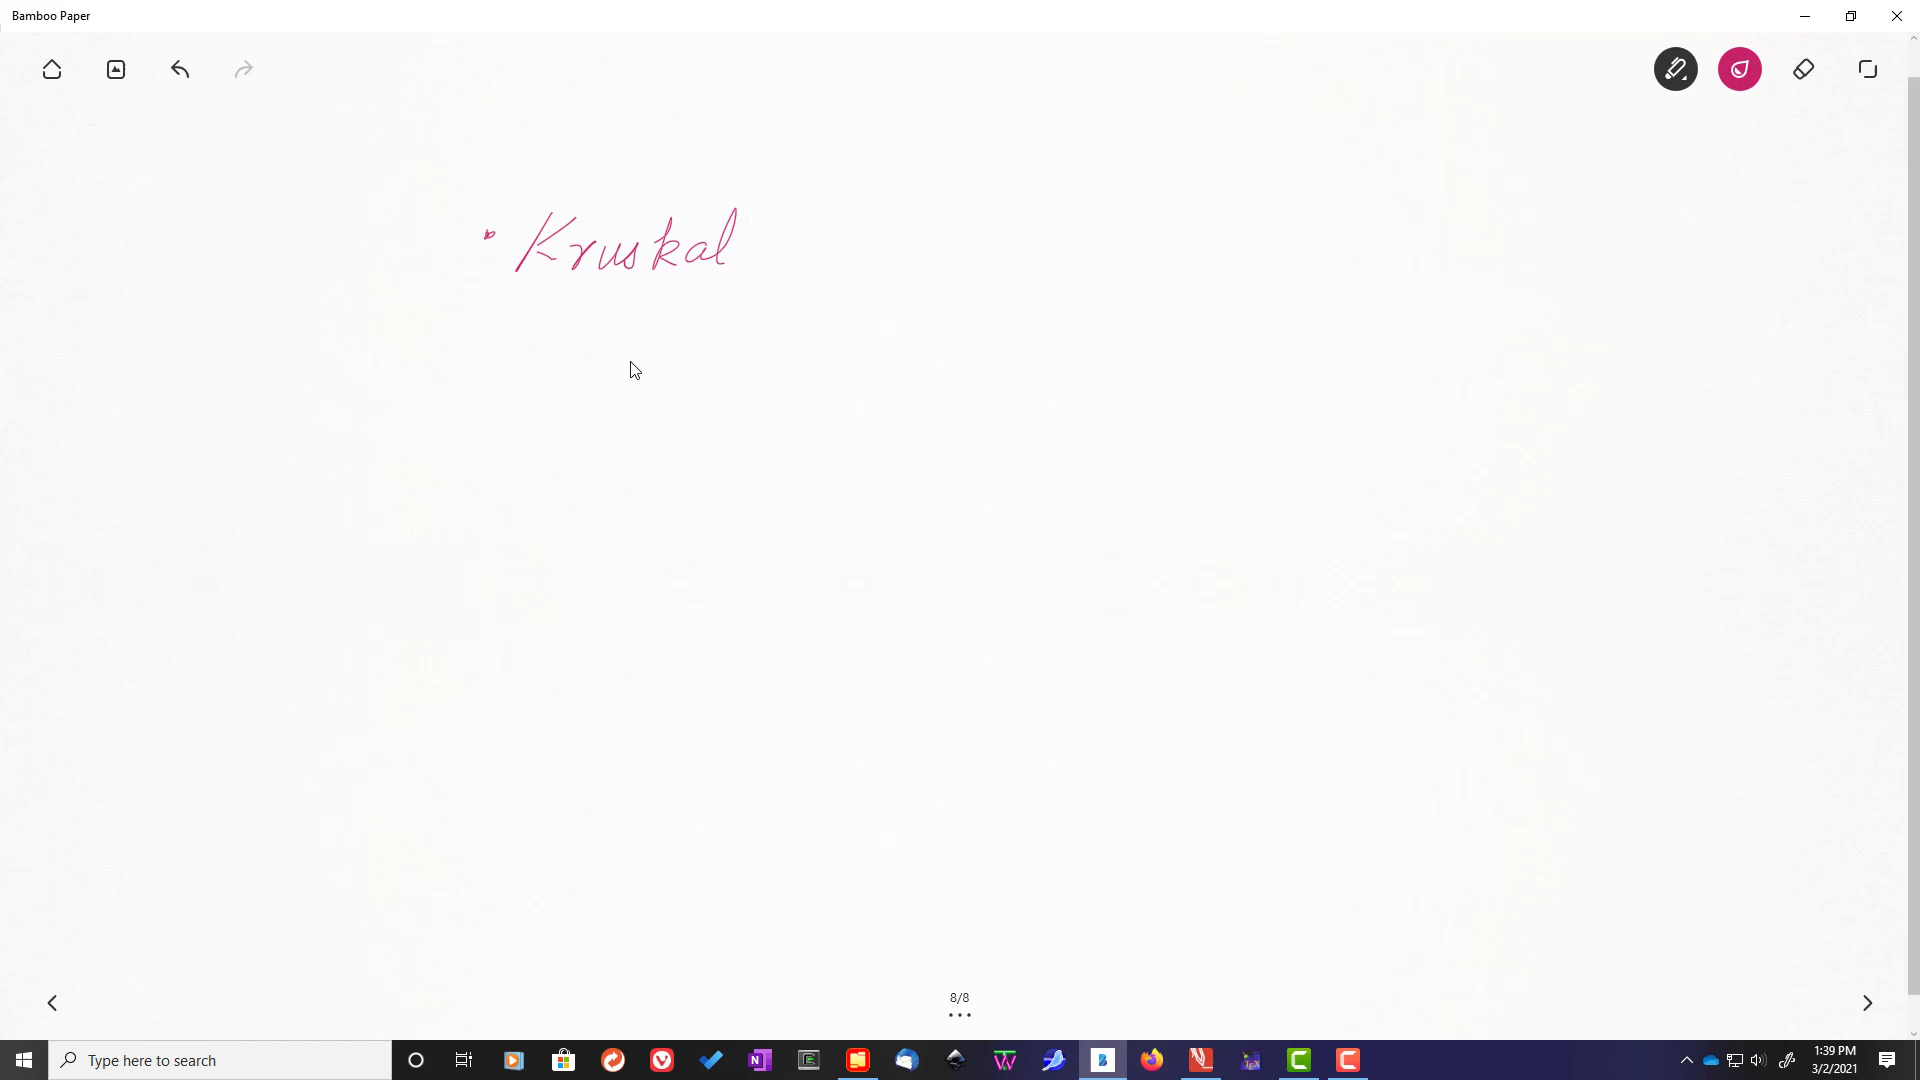 Bamboo Paper
• Kruskal
8/8
Type here to search
1:39 PM
3/2/2021